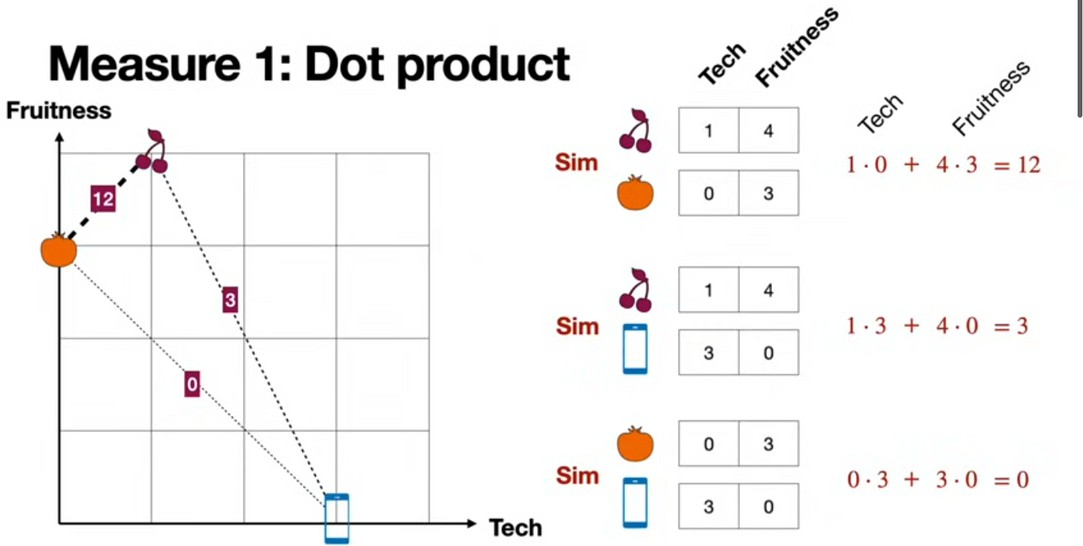 Measure 1: Dot product
Fruitness
12
3
0
Tech
Tech Fruitness
Tech Fruitness
Sim
1 4
0 3
1·0 + 4·3 = 12
Sim
1 4
3 0
1·3 + 4·0 = 3
Sim
0 3
3 0
0·3 + 3·0 = 0